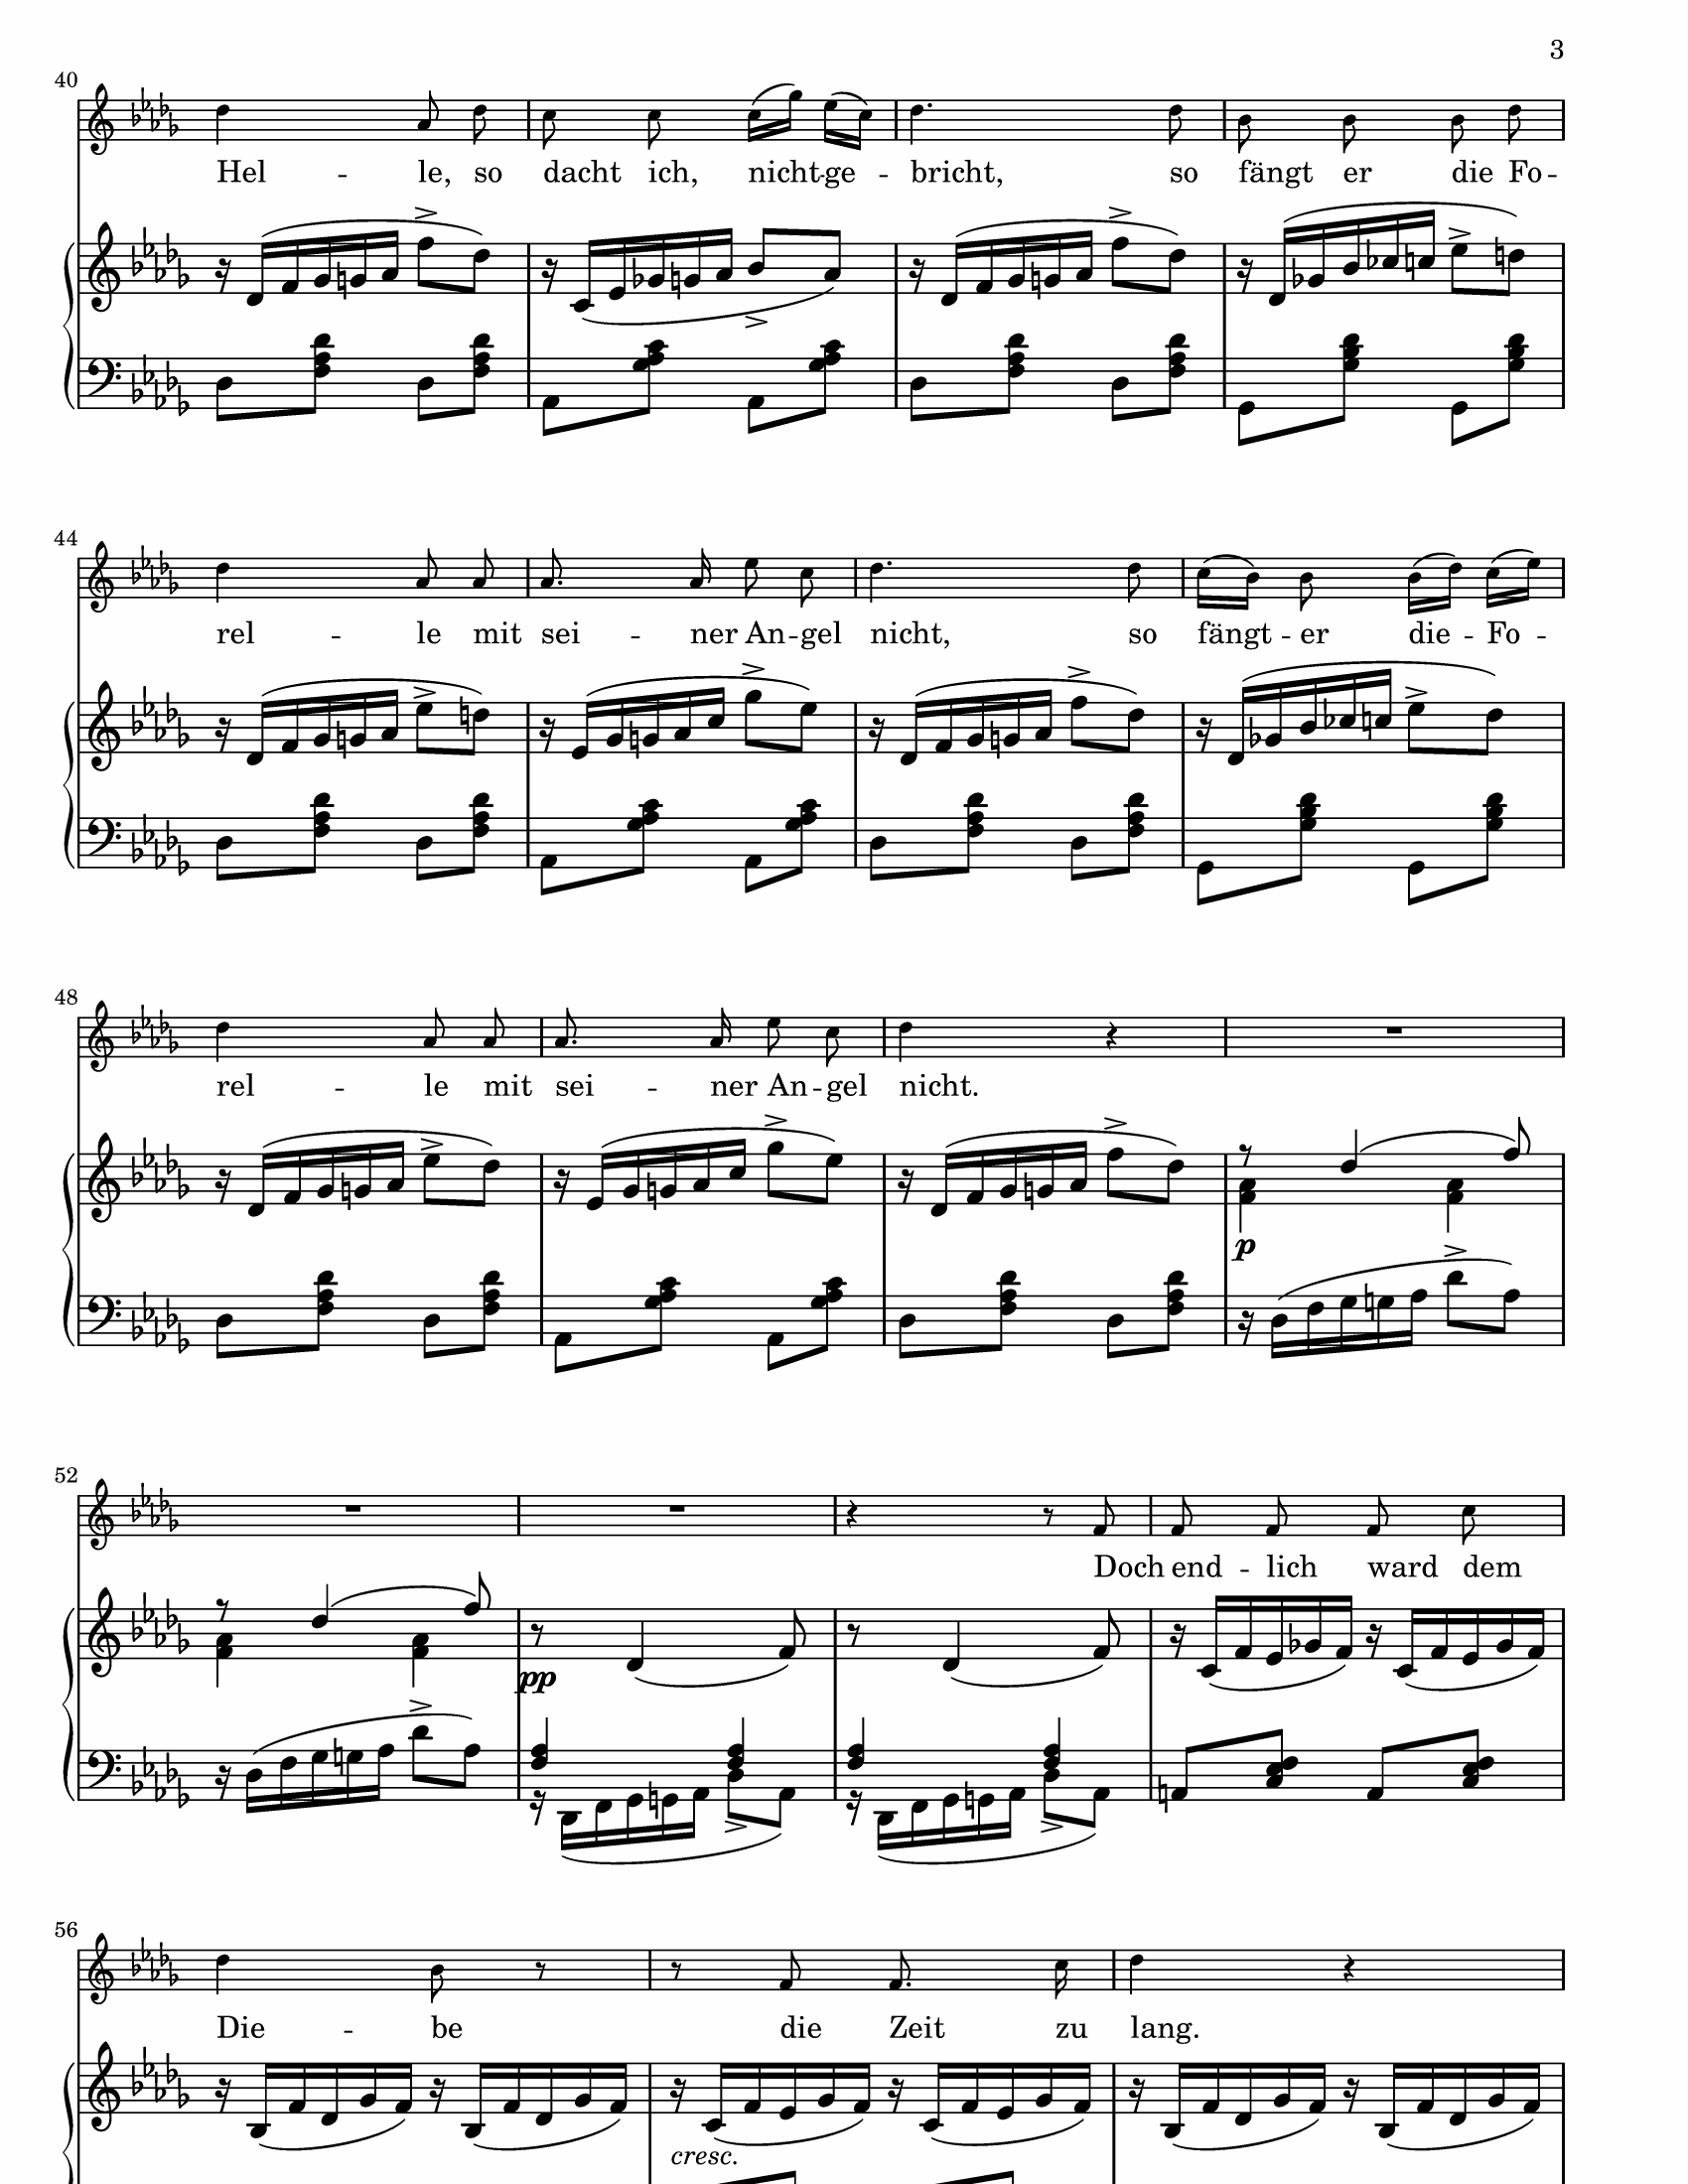 3
40
Hel - le, so dacht ich, nicht - ge - bricht, so fängt er die Fo -
44
rel - le mit sei - ner An - gel nicht, so fängt - er die - Fo -
48
rel - le mit sei - ner An - gel nicht.
p
52
Doch end - lich ward dem
pp
56
Die - be die Zeit zu lang.
cresc.